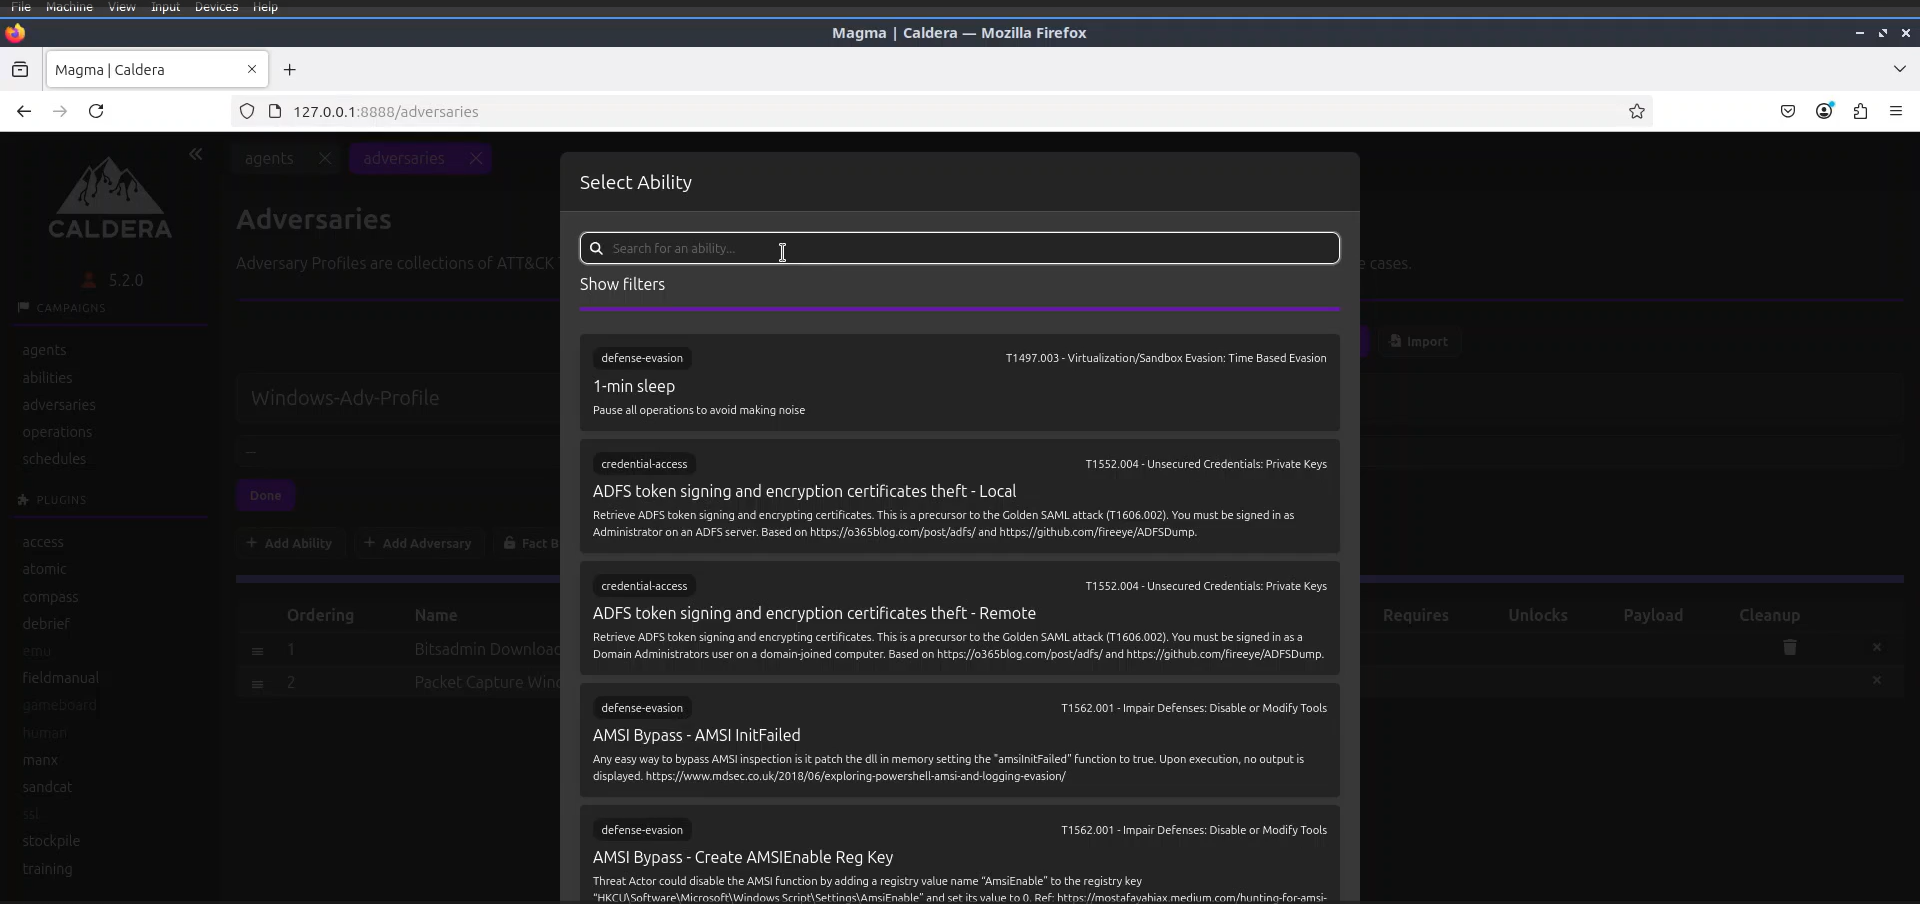 File Machine View Input Devices Help
Magma | Caldera — Mozilla Firefox
Magma | Caldera
127.0.0.1:8888/adversaries
agents
adversaries
CALDERA
5.2.0
CAMPAIGNS
agents
abilities
adversaries
operations
schedules
PLUGINS
access
atomic
compass
debrief
emu
fieldmanual
gameboard
human
manx
sandcat
ssl
stockpile
training
Adversaries
Adversary Profiles are collections of ATT&CK
e cases.
Import
Windows-Adv-Profile
—
Done
+ Add Ability
+ Add Adversary
Fact B
Ordering Name Requires Unlocks Payload Cleanup
1 Bitsadmin Download
2 Packet Capture Wind
Select Ability
Search for an ability...
Show filters
defense-evasion T1497.003 - Virtualization/Sandbox Evasion: Time Based Evasion
1-min sleep
Pause all operations to avoid making noise
credential-access T1552.004 - Unsecured Credentials: Private Keys
ADFS token signing and encryption certificates theft - Local
Retrieve ADFS token signing and encrypting certificates. This is a precursor to the Golden SAML attack (T1606.002). You must be signed in as
Administrator on an ADFS server. Based on https://o365blog.com/post/adfs/ and https://github.com/fireeye/ADFSDump.
credential-access T1552.004 - Unsecured Credentials: Private Keys
ADFS token signing and encryption certificates theft - Remote
Retrieve ADFS token signing and encrypting certificates. This is a precursor to the Golden SAML attack (T1606.002). You must be signed in as a
Domain Administrators user on a domain-joined computer. Based on https://o365blog.com/post/adfs/ and https://github.com/fireeye/ADFSDump.
defense-evasion T1562.001 - Impair Defenses: Disable or Modify Tools
AMSI Bypass - AMSI InitFailed
Any easy way to bypass AMSI inspection is it patch the dll in memory setting the "amsiInitFailed" function to true. Upon execution, no output is
displayed. https://www.mdsec.co.uk/2018/06/exploring-powershell-amsi-and-logging-evasion/
defense-evasion T1562.001 - Impair Defenses: Disable or Modify Tools
AMSI Bypass - Create AMSIEnable Reg Key
Threat Actor could disable the AMSI function by adding a registry value name “AmsiEnable” to the registry key
"HKCU\Software\Microsoft\Windows Script\Settings\AmsiEnable" and set its value to 0. Ref: https://mostafayahiax.medium.com/hunting-for-amsi-